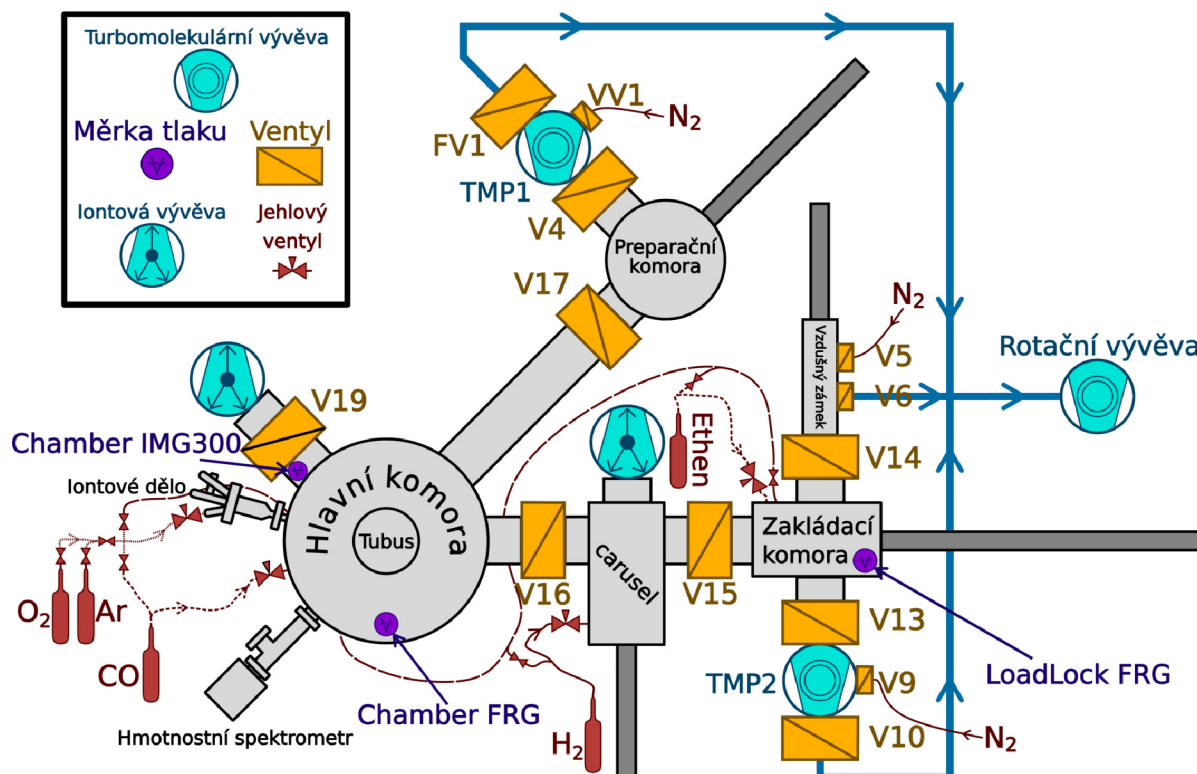 Turbomolekulární vývěva
Měrka tlaku
Ventyl
Iontová vývěva
Jehlový
ventyl
FV1
VV1
N₂
TMP1
V4
Preparační
komora
V17
N₂
Vzdušný zámek
V5
V6
Rotační vývěva
V19
Chamber IMG300
Iontové dělo
Hlavní komora
Tubus
Ethen
V14
Zakládací
komora
carusel
V16
V15
V13
O₂
Ar
CO
LoadLock FRG
TMP2
V9
Chamber FRG
Hmotnostní spektrometr
H₂
V10
N₂